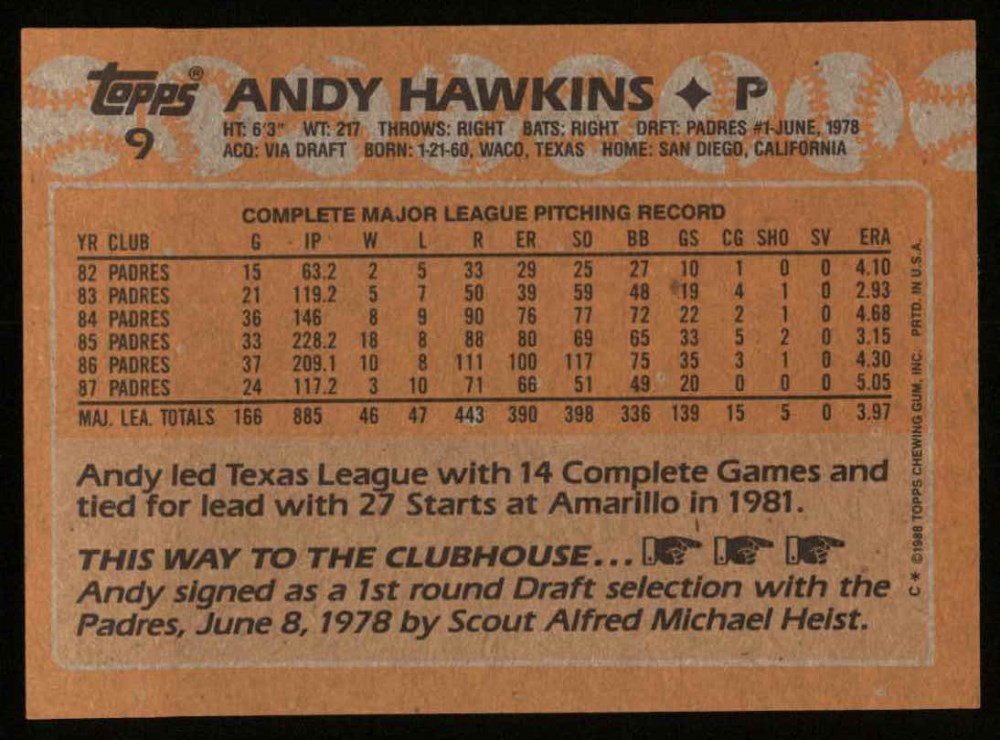 topps® ANDY HAWKINS ✦ P
9
HT: 6'3" WT: 217 THROWS: RIGHT BATS: RIGHT DRFT: PADRES #1-JUNE, 1978
ACQ: VIA DRAFT BORN: 1-21-60, WACO, TEXAS HOME: SAN DIEGO, CALIFORNIA
COMPLETE MAJOR LEAGUE PITCHING RECORD
YR CLUB G IP W L R ER SO BB GS CG SHO SV ERA
82 PADRES 15 63.2 2 5 33 29 25 27 10 1 0 0 4.10
83 PADRES 21 119.2 5 7 50 39 59 48 19 4 1 0 2.93
84 PADRES 36 146 8 9 90 76 77 72 22 2 1 0 4.68
85 PADRES 33 228.2 18 8 88 80 69 65 33 5 2 0 3.15
86 PADRES 37 209.1 10 8 111 100 117 75 35 3 1 0 4.30
87 PADRES 24 117.2 3 10 71 66 51 49 20 0 0 0 5.05
MAJ. LEA. TOTALS 166 885 46 47 443 390 398 336 139 15 5 0 3.97
Andy led Texas League with 14 Complete Games and
tied for lead with 27 Starts at Amarillo in 1981.
THIS WAY TO THE CLUBHOUSE...
Andy signed as a 1st round Draft selection with the
Padres, June 8, 1978 by Scout Alfred Michael Heist.
C* ©1988 TOPPS CHEWING GUM, INC. PRTD. IN U.S.A.